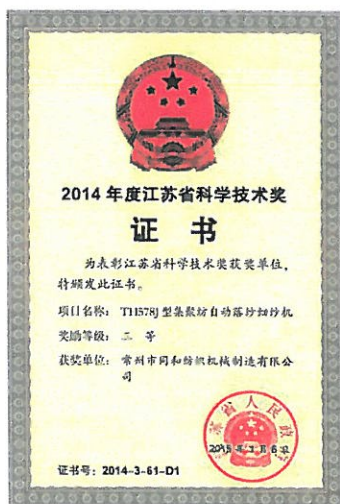 2014 年度江苏省科学技术奖
证 书
为表彰江苏省科学技术奖获奖单位，
特颁发此证书。
项目名称： TH578J 型集聚纺自动落纱细纱机
奖励等级： 三 等
获奖单位： 常州市同和纺织机械制造有限公
司
江苏省人民政府
证书号：2014-3-61-D1